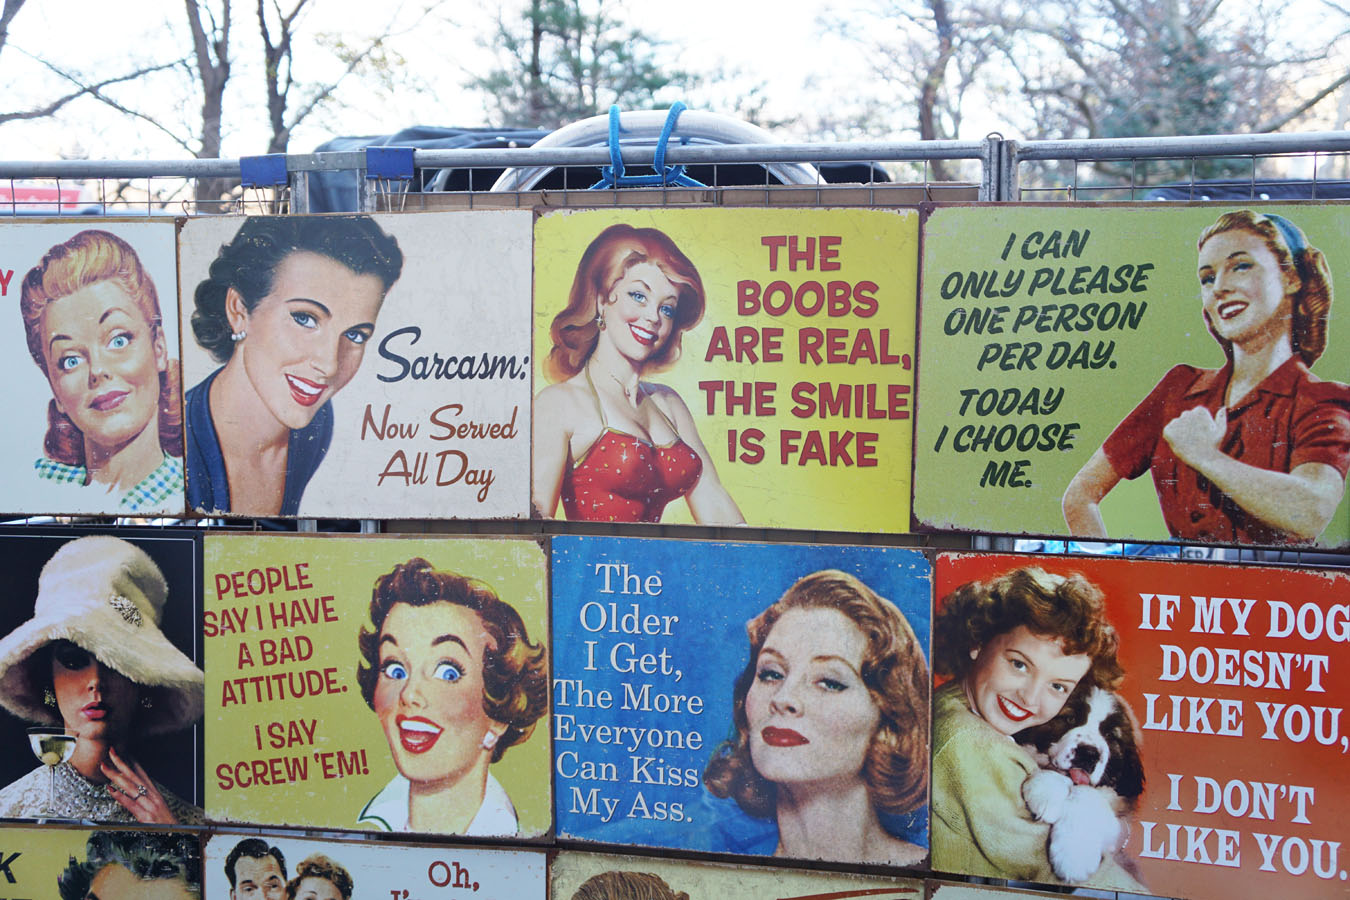 Y
Sarcasm:
Now Served
All Day
THE
BOOBS
ARE REAL,
THE SMILE
IS FAKE
I CAN
ONLY PLEASE
ONE PERSON
PER DAY.
TODAY
I CHOOSE
ME.
PEOPLE
SAY I HAVE
A BAD
ATTITUDE.
I SAY
SCREW 'EM!
The
Older
I Get,
The More
Everyone
Can Kiss
My Ass.
IF MY DOG
DOESN'T
LIKE YOU,
I DON'T
LIKE YOU.
K
Oh,